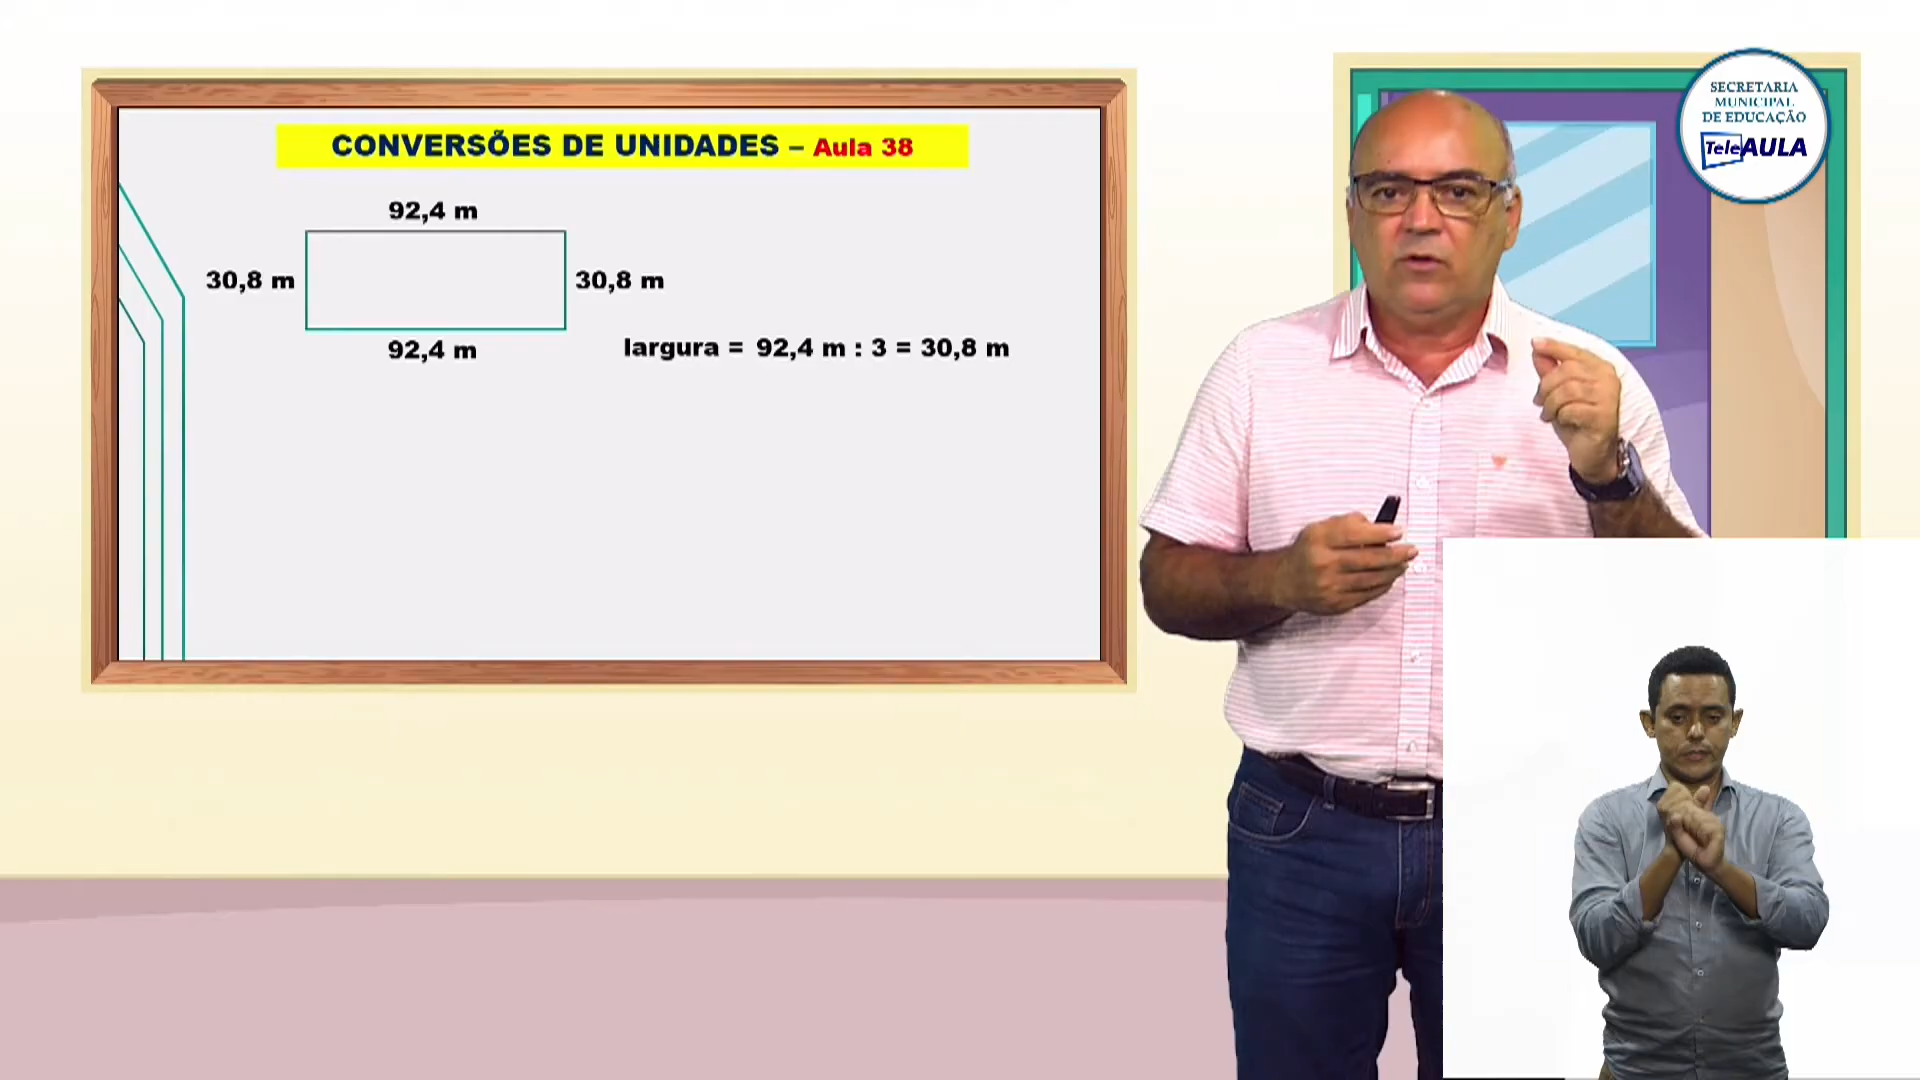 CONVERSÕES DE UNIDADES – Aula 38
92,4 m
30,8 m
30,8 m
92,4 m
largura = 92,4 m : 3 = 30,8 m
SECRETARIA
MUNICIPAL
DE EDUCAÇÃO
TeleAULA